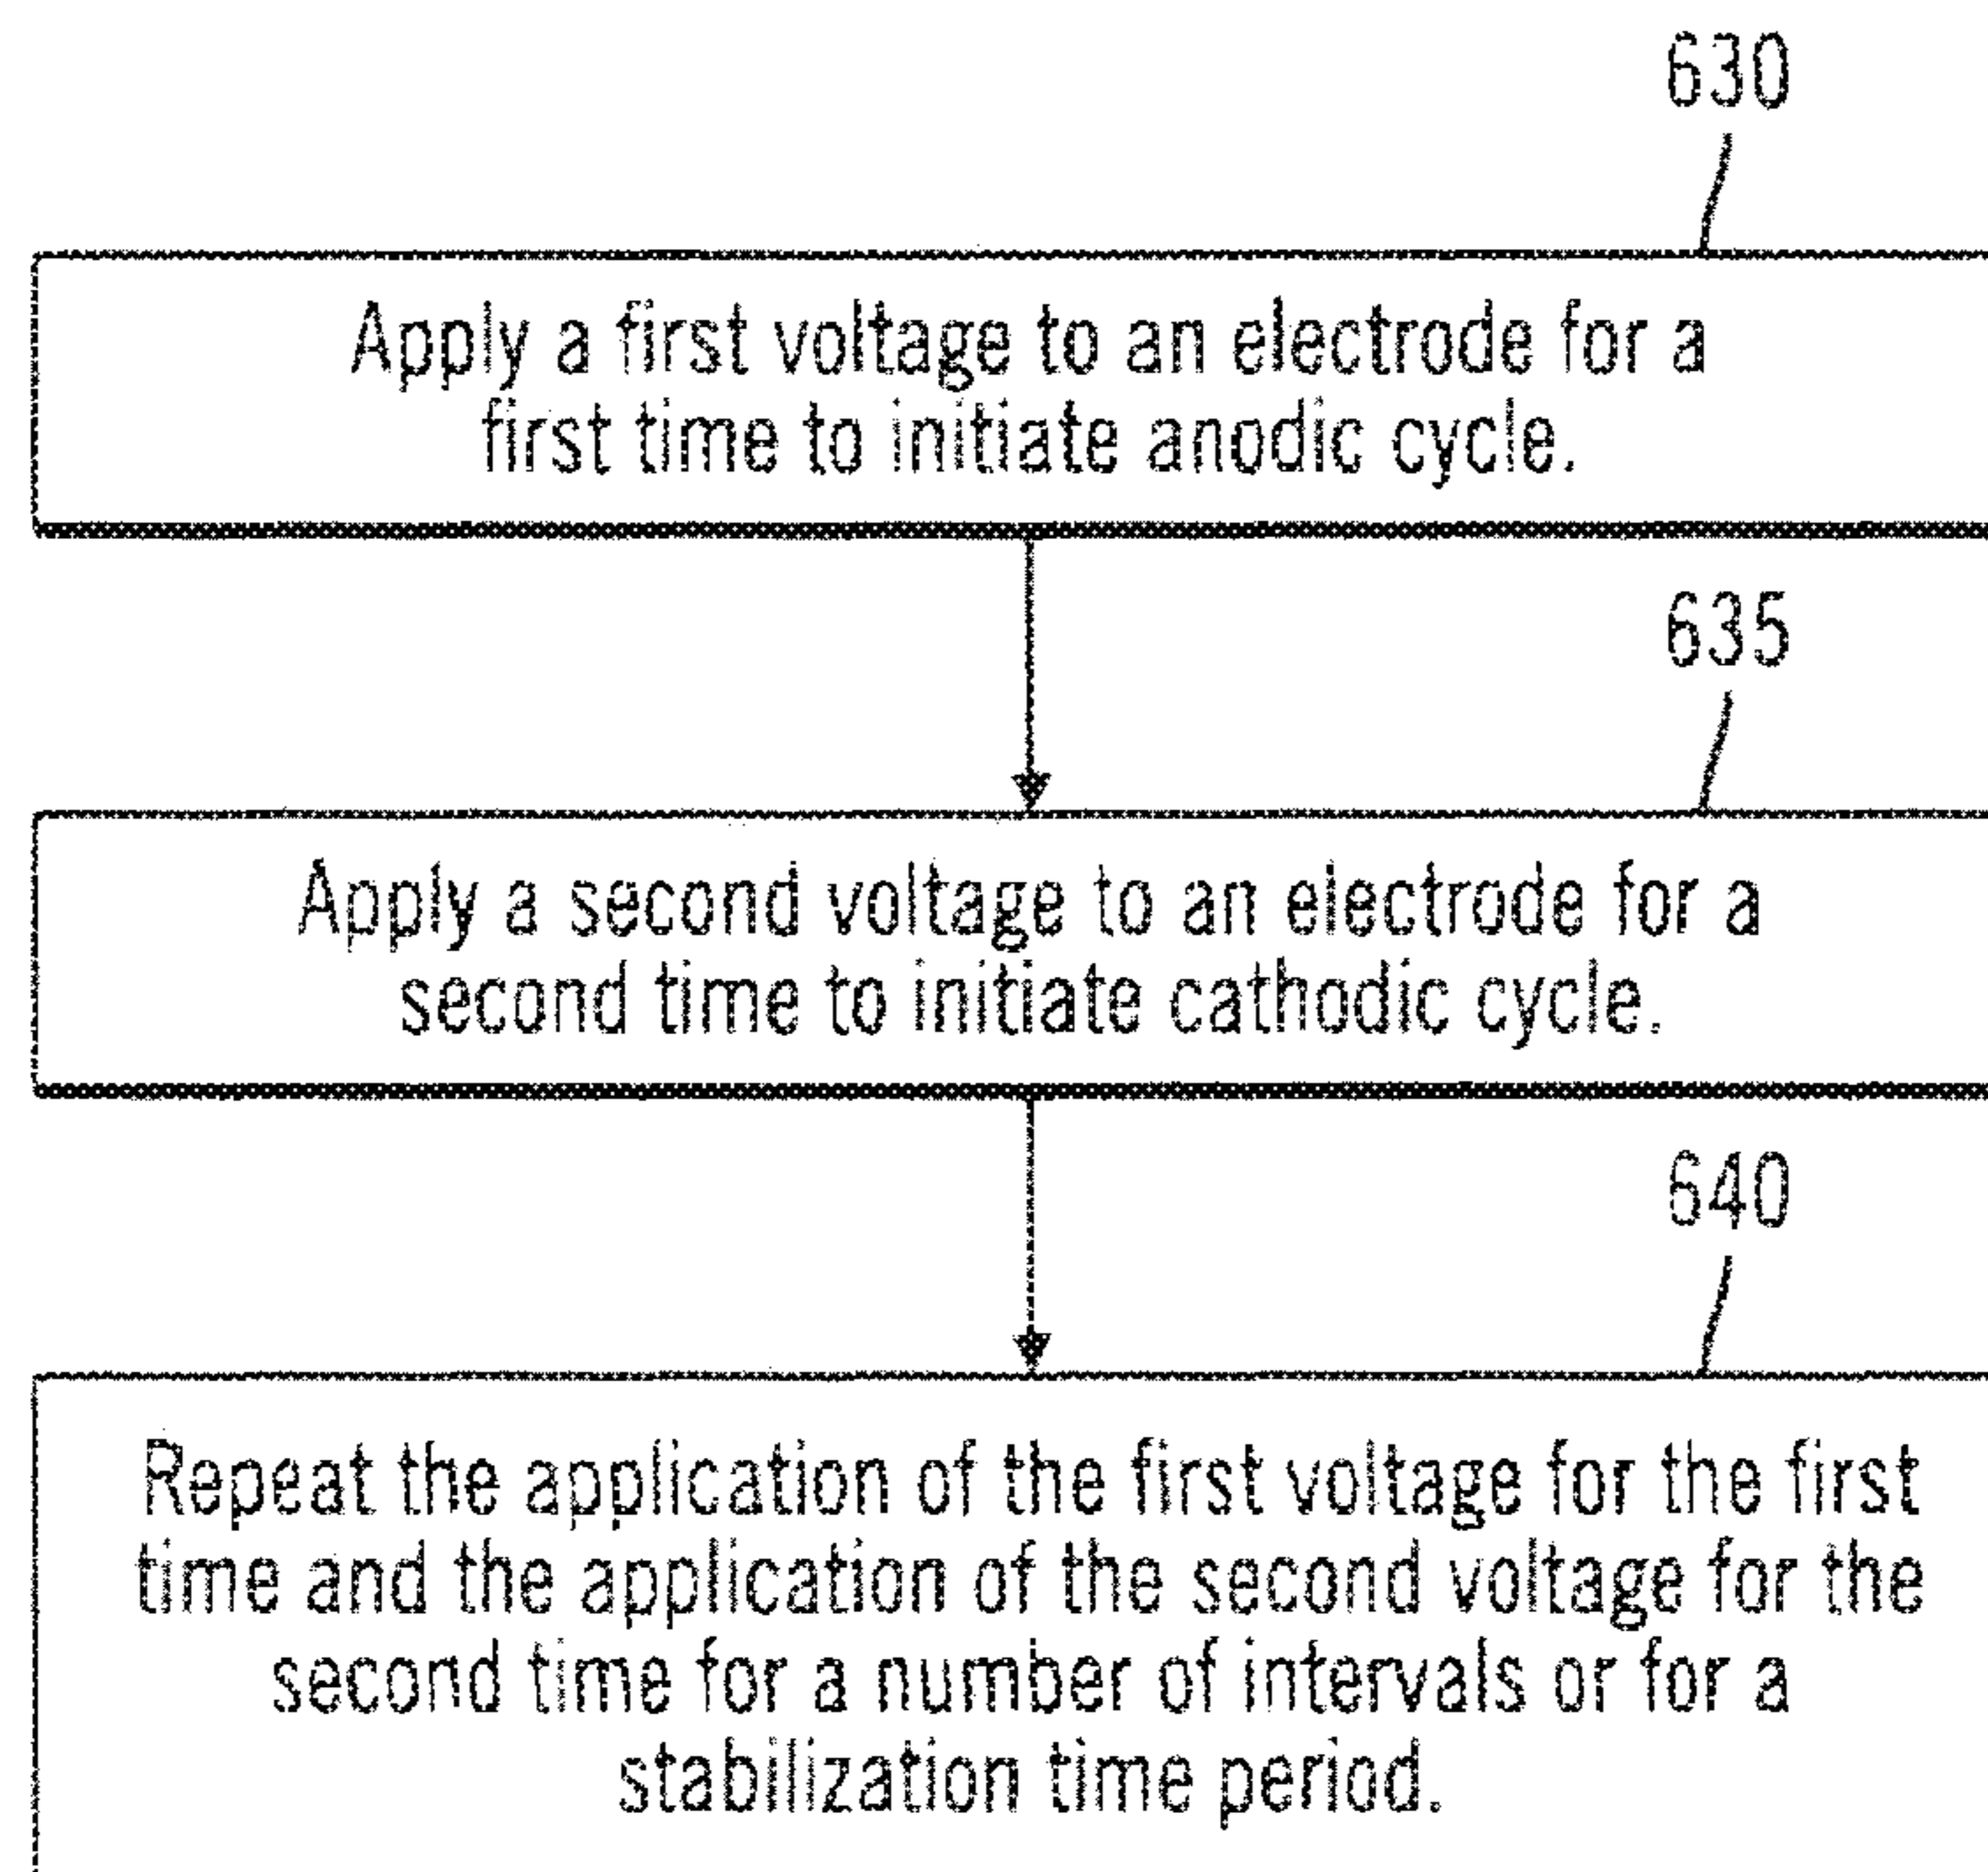 630
Apply a first voltage to an electrode for a
first time to initiate anodic cycle.
635
Apply a second voltage to an electrode for a
second time to initiate cathodic cycle.
640
Repeat the application of the first voltage for the first
time and the application of the second voltage for the
second time for a number of intervals or for a
stabilization time period.